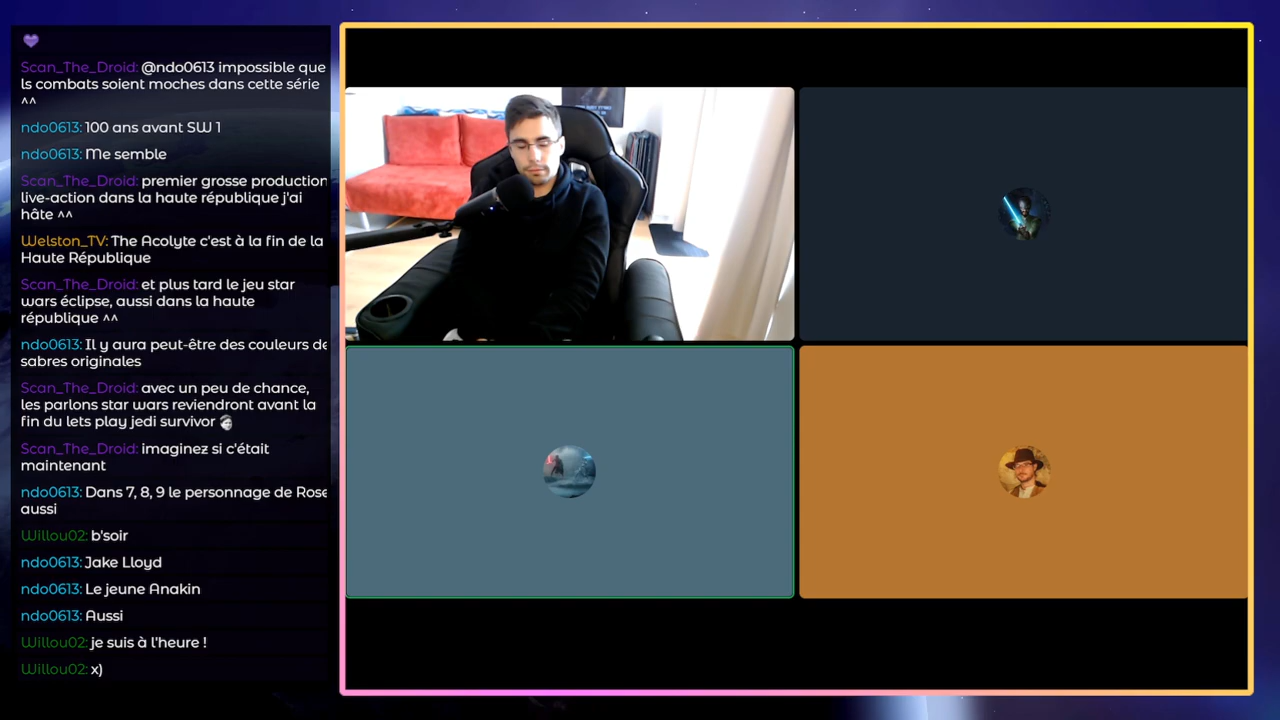 Scan_The_Droid: @ndo0613 impossible que
ls combats soient moches dans cette série
^^
ndo0613: 100 ans avant SW 1
ndo0613: Me semble
Scan_The_Droid: premier grosse production
live-action dans la haute république j'ai
hâte ^^
Welston_TV: The Acolyte c'est à la fin de la
Haute République
Scan_The_Droid: et plus tard le jeu star
wars éclipse, aussi dans la haute
république ^^
ndo0613: Il y aura peut-être des couleurs de
sabres originales
Scan_The_Droid: avec un peu de chance,
les parlons star wars reviendront avant la
fin du lets play jedi survivor
Scan_The_Droid: imaginez si c'était
maintenant
ndo0613: Dans 7, 8, 9 le personnage de Rose
aussi
Willou02: b'soir
ndo0613: Jake Lloyd
ndo0613: Le jeune Anakin
ndo0613: Aussi
Willou02: je suis à l'heure !
Willou02: x)